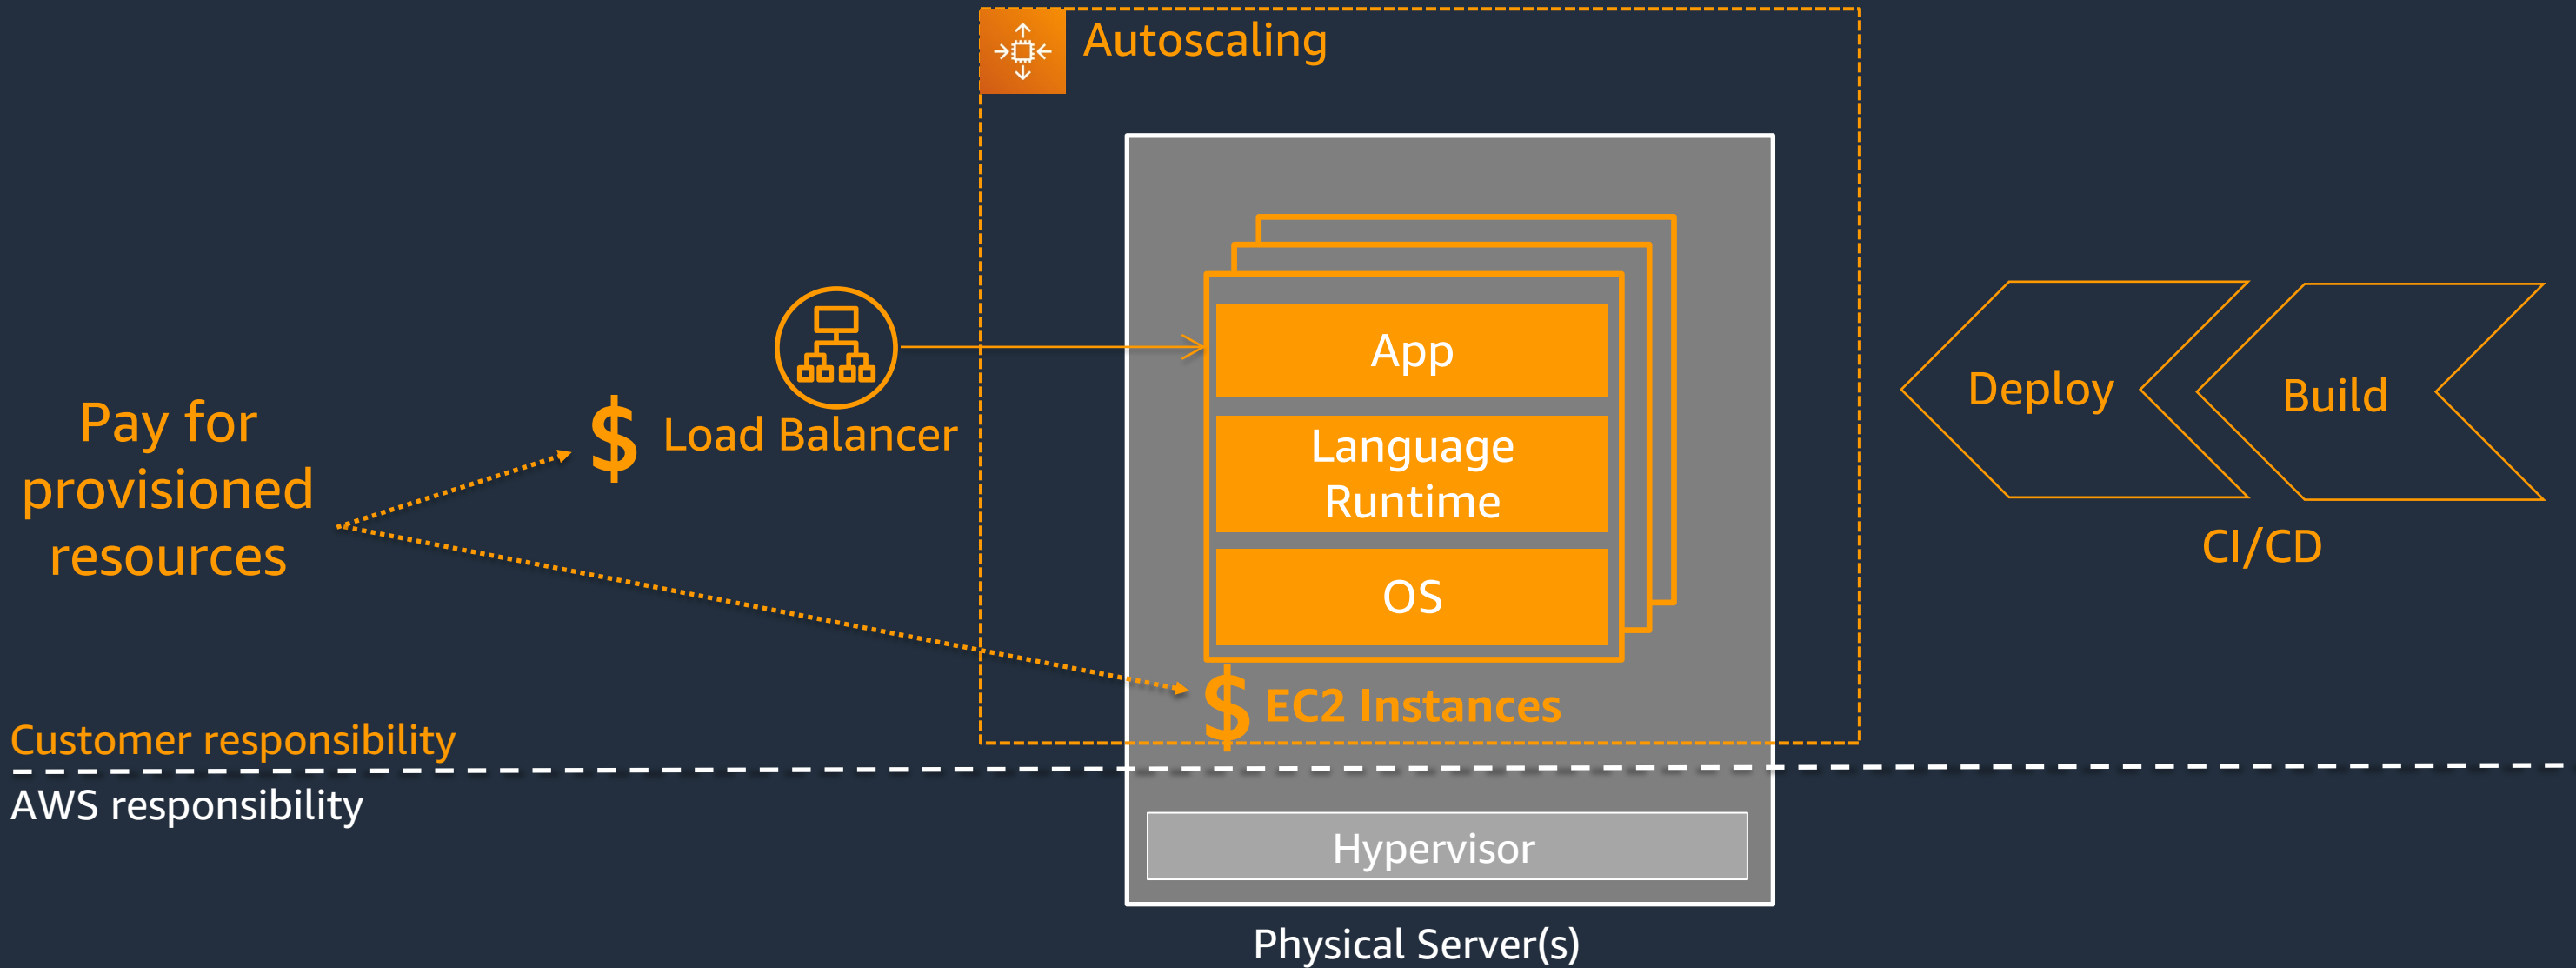 Autoscaling
App
Language
Runtime
OS
Load Balancer
$
Pay for
provisioned
resources
$
EC2 Instances
Deploy
Build
CI/CD
Customer responsibility
AWS responsibility
Hypervisor
Physical Server(s)